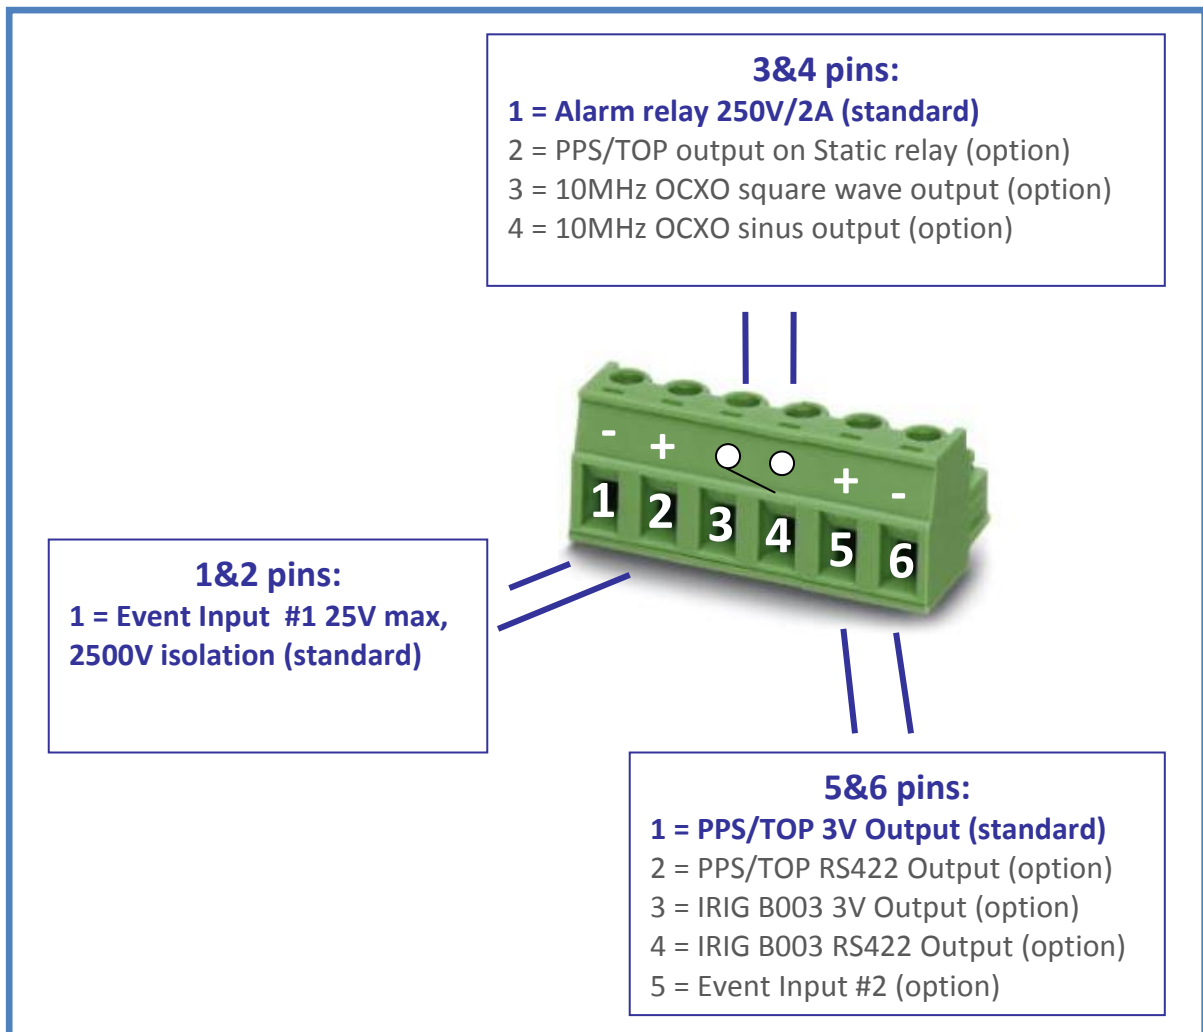 3&4 pins:
1 = Alarm relay 250V/2A (standard)
2 = PPS/TOP output on Static relay (option)
3 = 10MHz OCXO square wave output (option)
4 = 10MHz OCXO sinus output (option)
- + + -
1 2 3 4 5 6
1&2 pins:
1 = Event Input #1 25V max,
2500V isolation (standard)
5&6 pins:
1 = PPS/TOP 3V Output (standard)
2 = PPS/TOP RS422 Output (option)
3 = IRIG B003 3V Output (option)
4 = IRIG B003 RS422 Output (option)
5 = Event Input #2 (option)